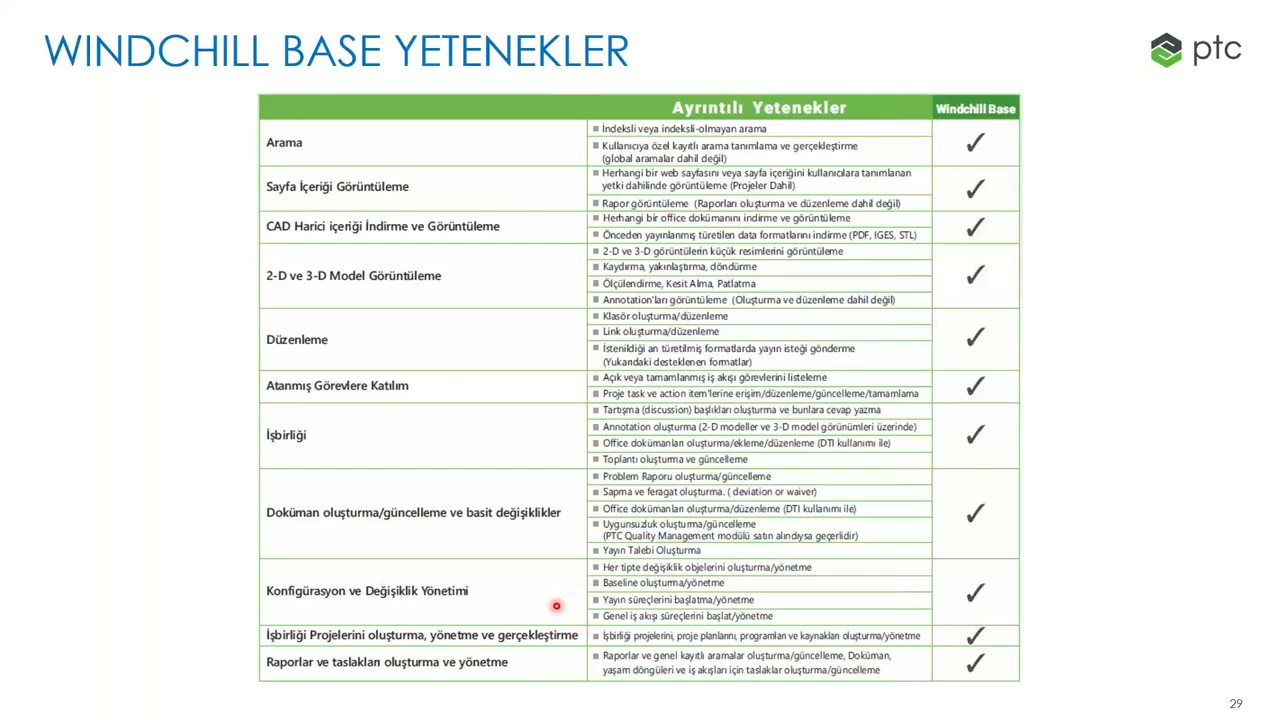 WINDCHILL BASE YETENEKLER
ptc
Ayrıntılı Yetenekler
Windchill Base
Arama
İndeksli veya indeksli-olmayan arama
Kullanıcıya özel kayıtlı arama tanımlama ve gerçekleştirme
(global aramalar dahil değil)
✓
Sayfa İçeriği Görüntüleme
Herhangi bir web sayfasını veya sayfa içeriğini kullanıcılara tanımlanan
yetki dahilinde görüntüleme (Projeler Dahil)
Rapor görüntüleme (Raporları oluşturma ve düzenleme dahil değil)
✓
CAD Harici içeriği İndirme ve Görüntüleme
Herhangi bir office dokümanını indirme ve görüntüleme
Önceden yayınlanmış türetilen data formatlarını indirme (PDF, IGES, STL)
✓
2-D ve 3-D Model Görüntüleme
2-D ve 3-D görüntülerin küçük resimlerini görüntüleme
Kaydırma, yakınlaştırma, döndürme
Ölçülendirme, Kesit Alma, Patlatma
Annotation'ları görüntüleme (Oluşturma ve düzenleme dahil değil)
✓
Düzenleme
Klasör oluşturma/düzenleme
Link oluşturma/düzenleme
İstenildiği an türetilmiş formatlarda yayın isteği gönderme
(Yukarıdaki desteklenen formatlar)
✓
Atanmış Görevlere Katılım
Açık veya tamamlanmış iş akışı görevlerini listeleme
Proje task ve action item'lerine erişim/düzenleme/güncelleme/tamamlama
✓
İşbirliği
Tartışma (discussion) başlıkları oluşturma ve bunlara cevap yazma
Annotation oluşturma (2-D modeller ve 3-D model görünümleri üzerinde)
Office dokümanları oluşturma/ekleme/düzenleme (DTI kullanımı ile)
Toplantı oluşturma ve güncelleme
✓
Doküman oluşturma/güncelleme ve basit değişiklikler
Problem Raporu oluşturma/güncelleme
Sapma ve feragat oluşturma. ( deviation or waiver)
Office dokümanları oluşturma/düzenleme (DTI kullanımı ile)
Uygunsuzluk oluşturma/güncelleme
(PTC Quality Management modülü satın alındıysa geçerlidir)
Yayın Talebi Oluşturma
✓
Konfigürasyon ve Değişiklik Yönetimi
Her tipte değişiklik objelerini oluşturma/yönetme
Baseline oluşturma/yönetme
Yayın süreçlerini başlatma/yönetme
Genel iş akışı süreçlerini başlat/yönetme
✓
İşbirliği Projelerini oluşturma, yönetme ve gerçekleştirme
İşbirliği projelerini, proje planlarını, programları ve kaynakları oluşturma/yönetme
✓
Raporlar ve taslakları oluşturma ve yönetme
Raporlar ve genel kayıtlı aramalar oluşturma/güncelleme, Doküman,
yaşam döngüleri ve iş akışları için taslaklar oluşturma/güncelleme
✓
29